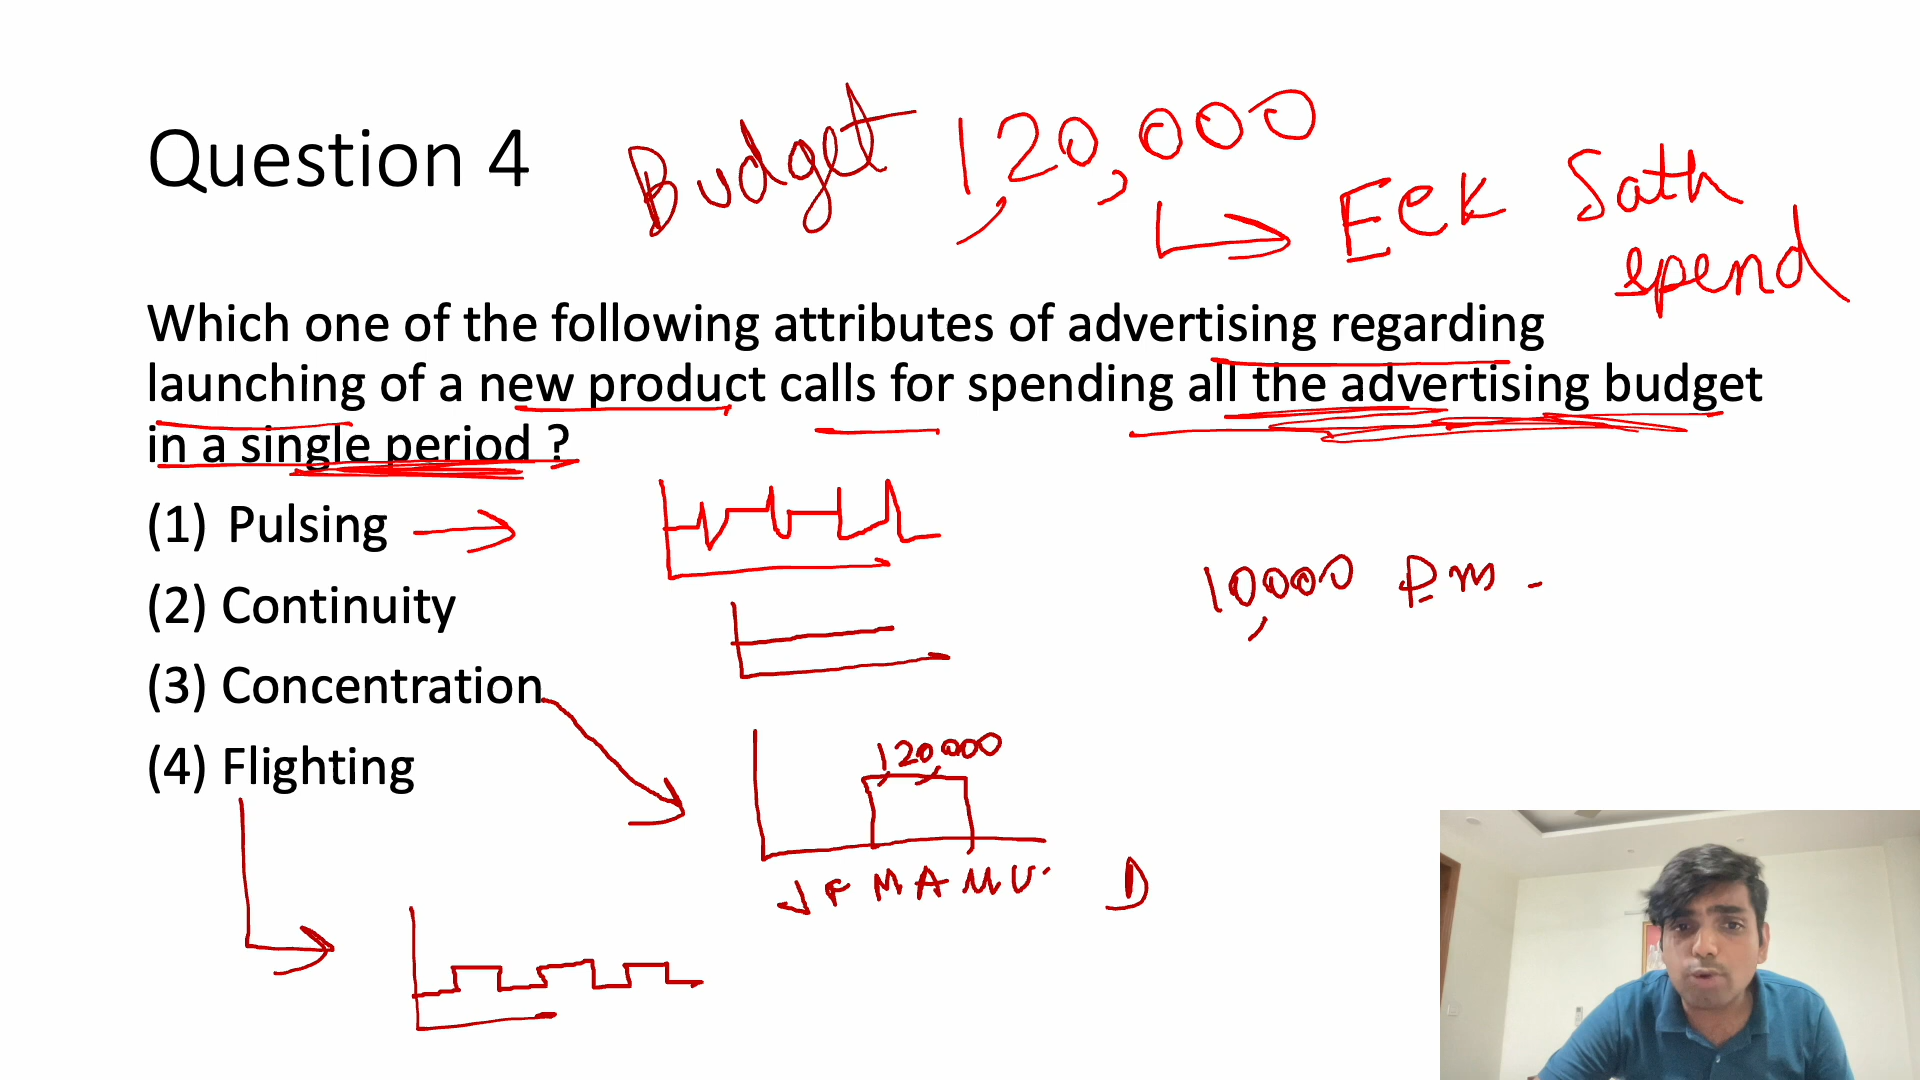 Question 4
Budget 1,20,000
Eek Sath
spend
Which one of the following attributes of advertising regarding
launching of a new product calls for spending all the advertising budget
in a single period ?
(1) Pulsing
(2) Continuity
10,000 Pm.
(3) Concentration
120000
(4) Flighting
J F M A M J D